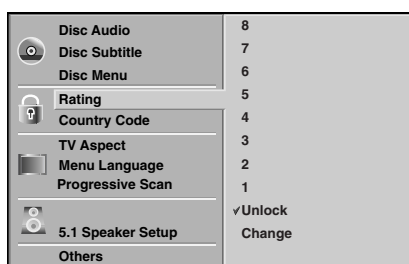 Disc Audio
Disc Subtitle
Disc Menu
Rating
Country Code
TV Aspect
Menu Language
Progressive Scan
5.1 Speaker Setup
Others
8
7
6
5
4
3
2
1
✓Unlock
Change